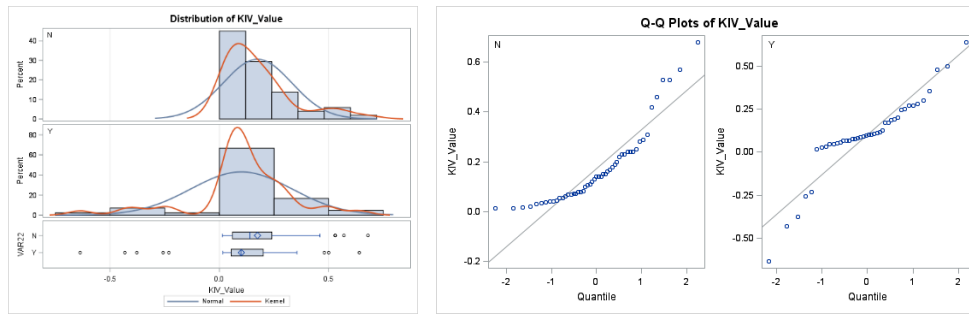 Distribution of KIV_Value
N
40
30
20
10
0
Percent
Y
80
60
40
20
0
Percent
N
Y
VAR22
-0.5
0.0
0.5
KIV_Value
Normal
Kernel
Q-Q Plots of KIV_Value
N
0.6
0.4
0.2
0.0
-0.2
KIV_Value
-2
-1
0
1
2
Quantile
Y
0.50
0.25
0.00
-0.25
-0.50
KIV_Value
-2
-1
0
1
2
Quantile